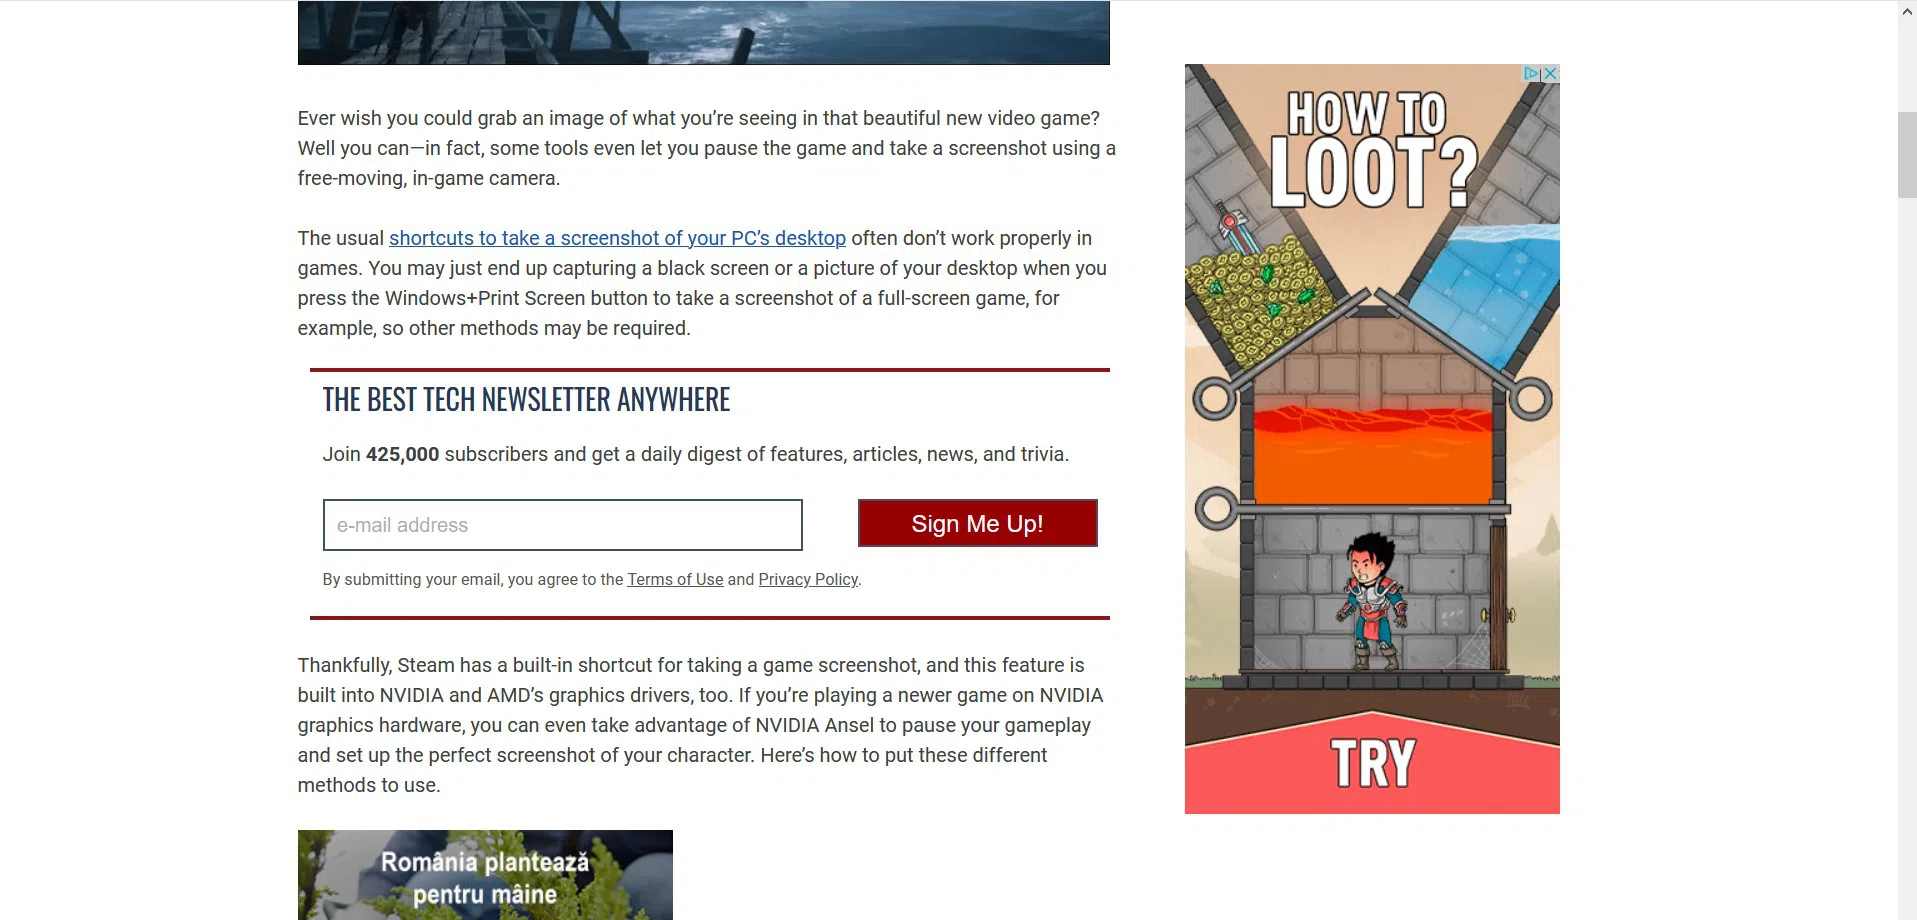 Ever wish you could grab an image of what you’re seeing in that beautiful new video game?
Well you can—in fact, some tools even let you pause the game and take a screenshot using a
free-moving, in-game camera.
The usual shortcuts to take a screenshot of your PC’s desktop often don’t work properly in
games. You may just end up capturing a black screen or a picture of your desktop when you
press the Windows+Print Screen button to take a screenshot of a full-screen game, for
example, so other methods may be required.
THE BEST TECH NEWSLETTER ANYWHERE
Join 425,000 subscribers and get a daily digest of features, articles, news, and trivia.
e-mail address
Sign Me Up!
By submitting your email, you agree to the Terms of Use and Privacy Policy.
Thankfully, Steam has a built-in shortcut for taking a game screenshot, and this feature is
built into NVIDIA and AMD’s graphics drivers, too. If you’re playing a newer game on NVIDIA
graphics hardware, you can even take advantage of NVIDIA Ansel to pause your gameplay
and set up the perfect screenshot of your character. Here’s how to put these different
methods to use.
România plantează
pentru mâine
HOW TO
LOOT?
TRY